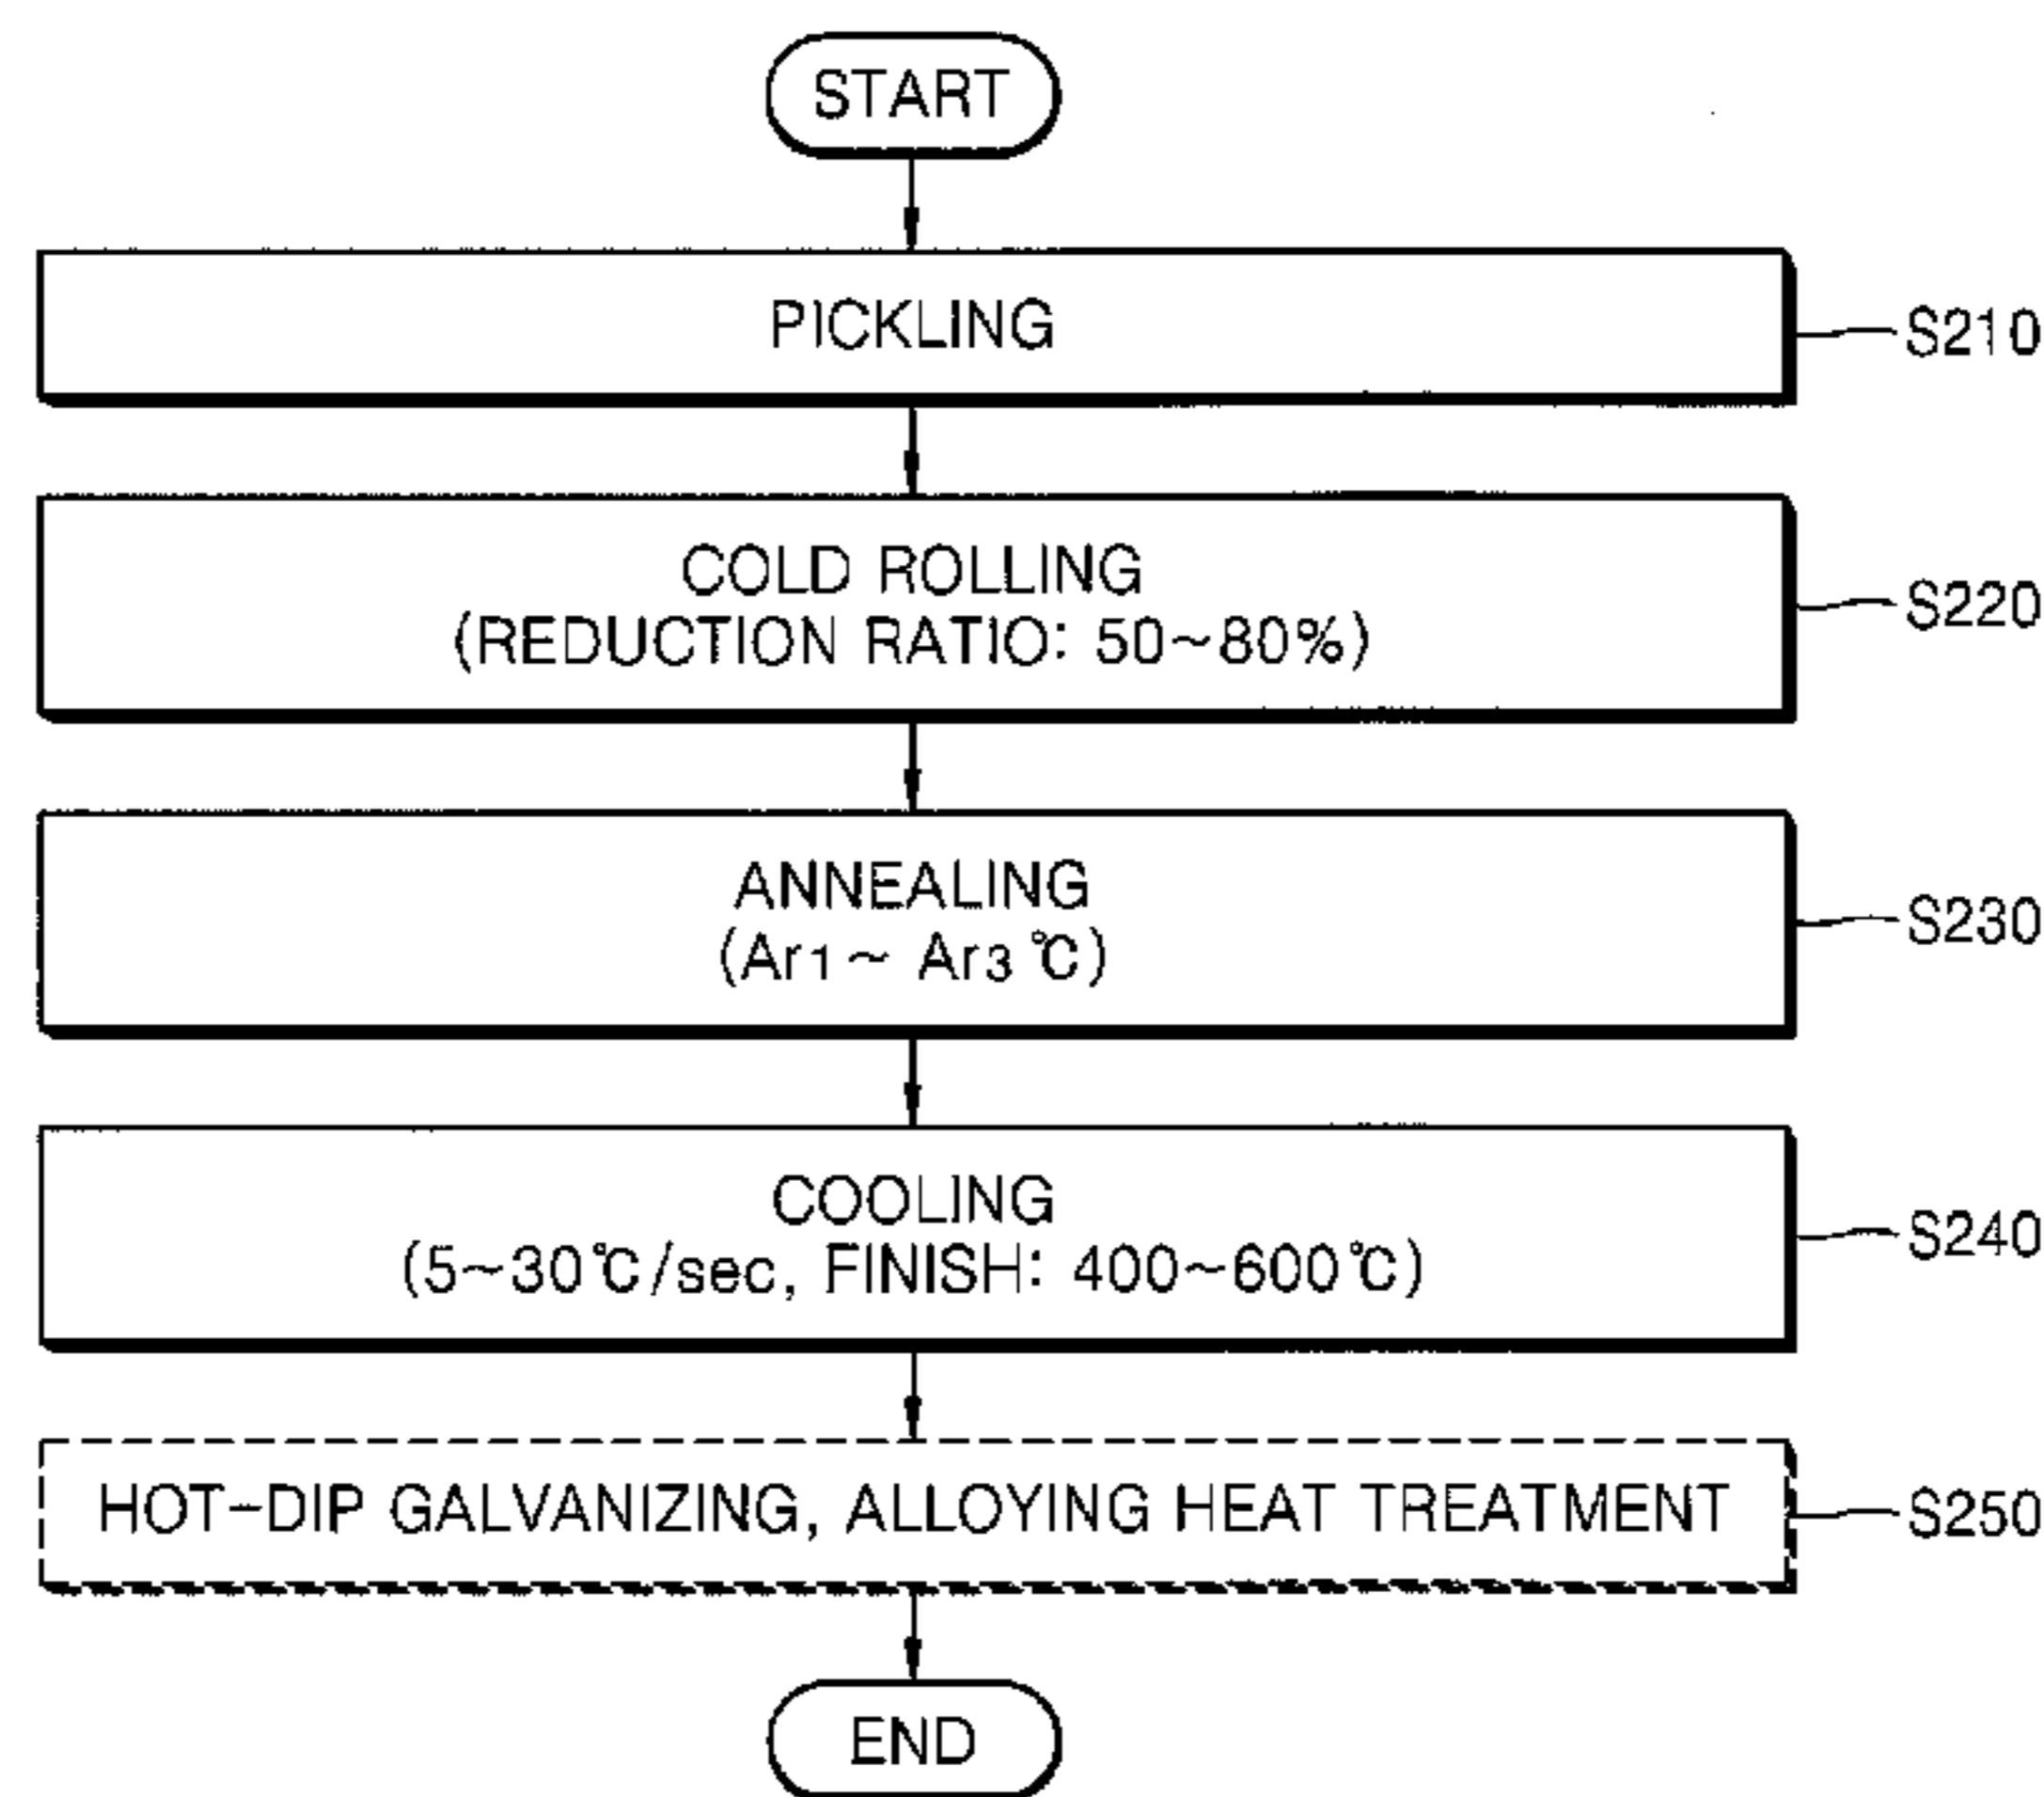 START
PICKLING
S210
COLD ROLLING
(REDUCTION RATIO: 50~80%)
S220
ANNEALING
(Ar1~ Ar3℃)
S230
COOLING
(5~30℃/sec, FINISH: 400~600℃)
S240
HOT-DIP GALVANIZING, ALLOYING HEAT TREATMENT
S250
END